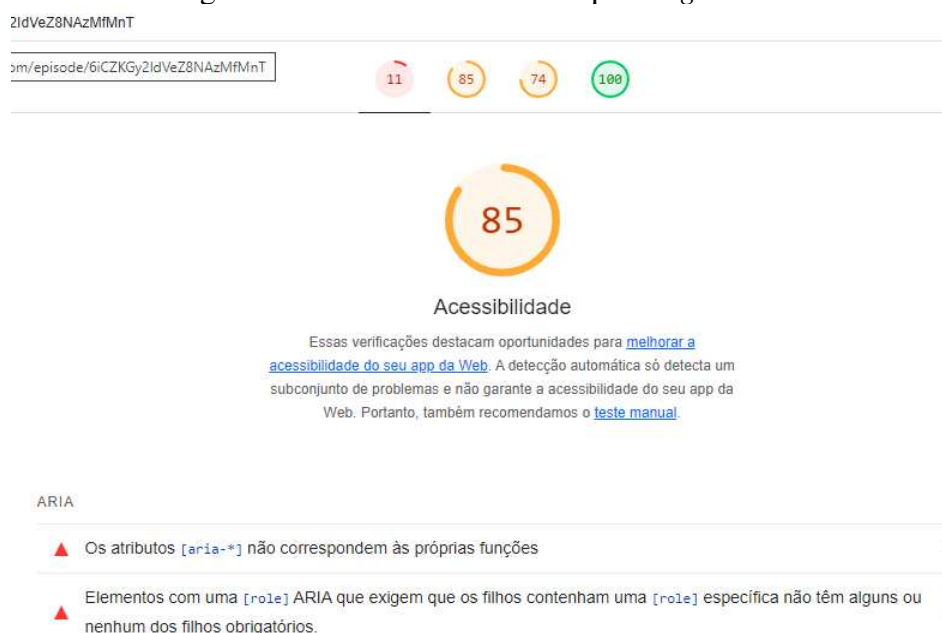 2IdVeZ8NAzMfMnT
om/episode/6iCZKGy2IdVeZ8NAzMfMnT
11 85 74 100
85
Acessibilidade
Essas verificações destacam oportunidades para melhorar a
acessibilidade do seu app da Web. A detecção automática só detecta um
subconjunto de problemas e não garante a acessibilidade do seu app da
Web. Portanto, também recomendamos o teste manual.
ARIA
Os atributos [aria-*] não correspondem às próprias funções
Elementos com uma [role] ARIA que exigem que os filhos contenham uma [role] específica não têm alguns ou
nenhum dos filhos obrigatórios.